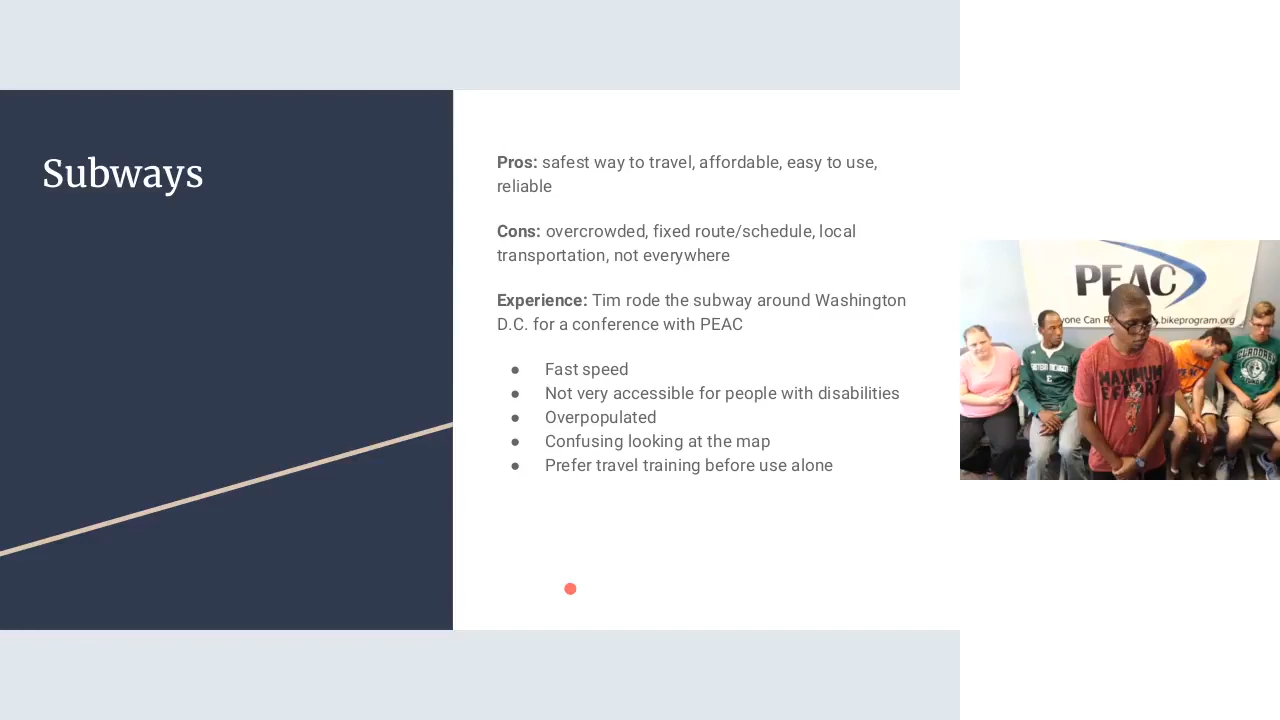 Subways
Pros: safest way to travel, affordable, easy to use,
reliable
Cons: overcrowded, fixed route/schedule, local
transportation, not everywhere
Experience: Tim rode the subway around Washington
D.C. for a conference with PEAC
● Fast speed
● Not very accessible for people with disabilities
● Overpopulated
● Confusing looking at the map
● Prefer travel training before use alone
PEAC
yone Can R .bikeprogram.org
MAXIMUM
EFFORT